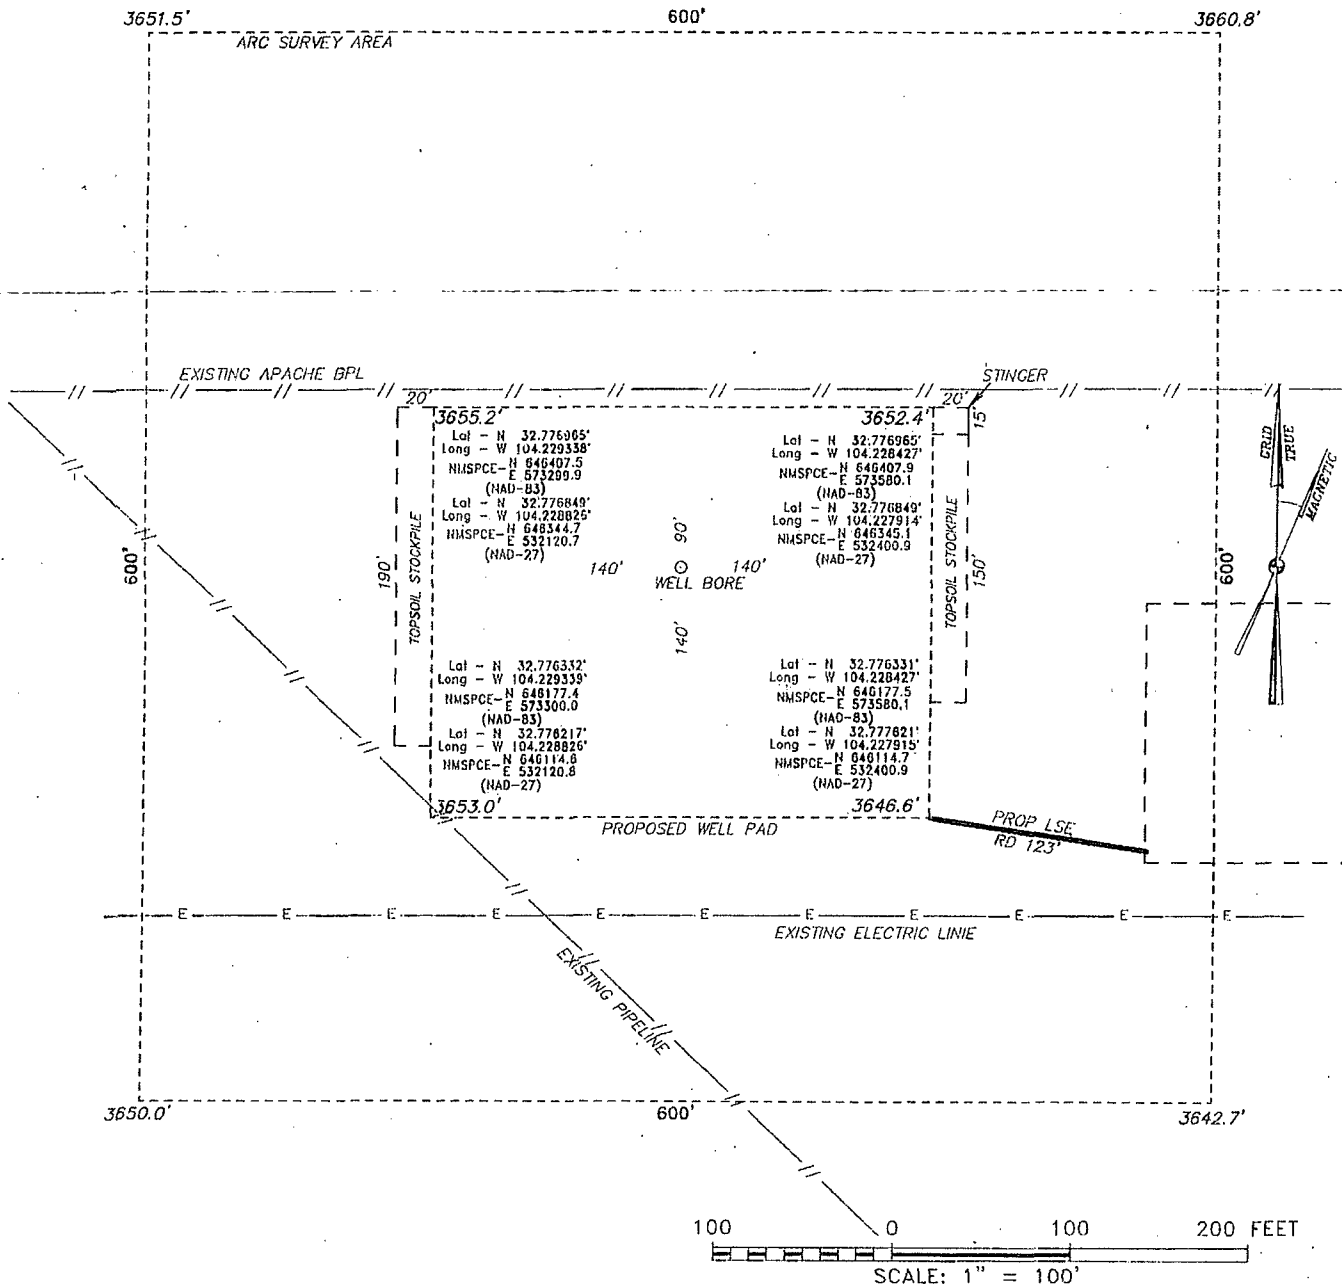 3651.5' 600' 3660.8'
ARC SURVEY AREA
EXISTING APACHE BPL
STINGER
20' 20'
15'
3655.2'
Lat - N 32.776965'
Long - W 104.229338'
NMSPCE- N 646407.5
E 573299.9
(NAD-83)
Lat - N 32.776849'
Long - W 104.228826'
NMSPCE- N 646344.7
E 532120.7
(NAD-27)
3652.4'
Lat - N 32.776965'
Long - W 104.228427'
NMSPCE- N 646407.9
E 573580.1
(NAD-83)
Lat - N 32.776849'
Long - W 104.227914'
NMSPCE- N 646345.1
E 532400.9
(NAD-27)
GRID
TRUE
MAGNETIC
600'
190'
TOPSOIL STOCKPILE
90'
140' 140'
WELL BORE
140'
TOPSOIL STOCKPILE
150'
600'
Lat - N 32.776332'
Long - W 104.229339'
NMSPCE- N 646177.4
E 573300.0
(NAD-83)
Lat - N 32.776217'
Long - W 104.228826'
NMSPCE- N 646114.6
E 532120.8
(NAD-27)
3653.0'
Lat - N 32.776331'
Long - W 104.228427'
NMSPCE- N 646177.5
E 573580.1
(NAD-83)
Lat - N 32.777621'
Long - W 104.227915'
NMSPCE- N 646114.7
E 532400.9
(NAD-27)
3646.6'
PROPOSED WELL PAD
PROP LSE
RD 123'
E E E E E E E E E E E
EXISTING ELECTRIC LINIE
EXISTING PIPELINE
3650.0' 600' 3642.7'
100 0 100 200 FEET
SCALE: 1" = 100'